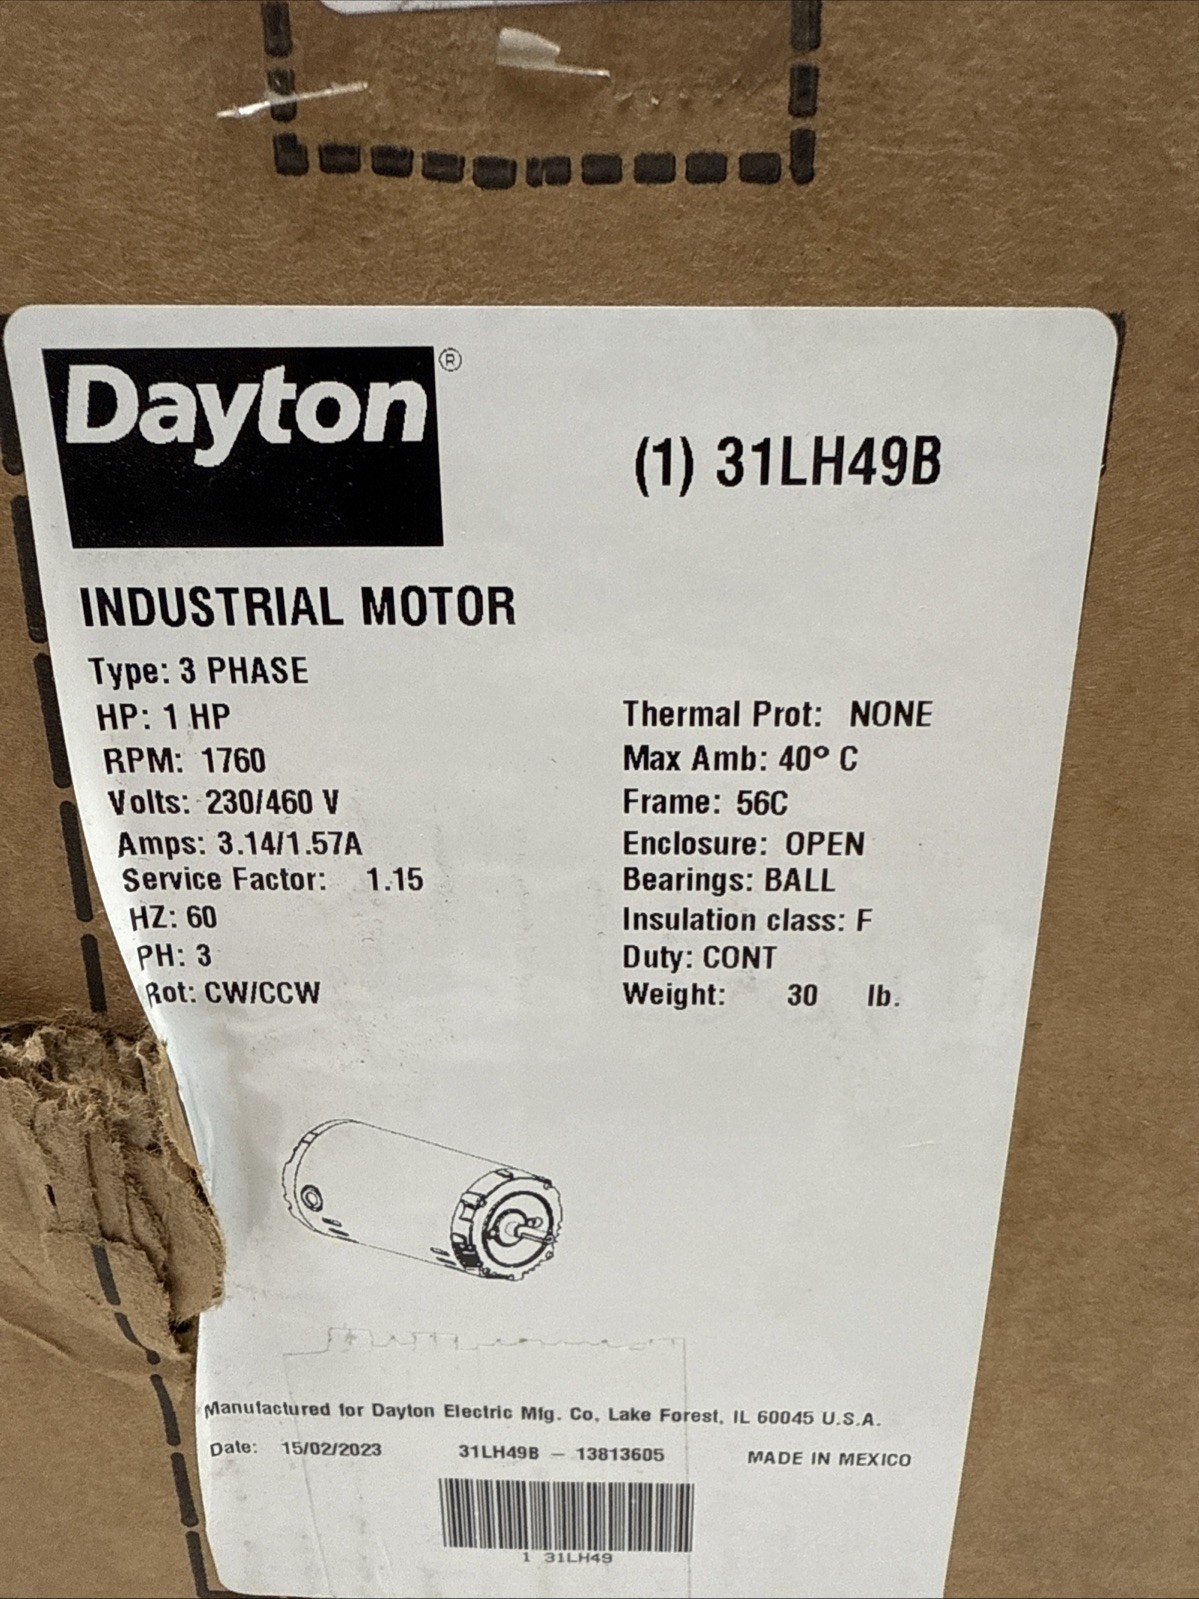 Dayton®
(1) 31LH49B
INDUSTRIAL MOTOR
Type: 3 PHASE
HP: 1 HP
RPM: 1760
Volts: 230/460 V
Amps: 3.14/1.57A
Service Factor: 1.15
HZ: 60
PH: 3
Rot: CW/CCW
Thermal Prot: NONE
Max Amb: 40° C
Frame: 56C
Enclosure: OPEN
Bearings: BALL
Insulation class: F
Duty: CONT
Weight: 30 lb.
Manufactured for Dayton Electric Mfg. Co, Lake Forest, IL 60045 U.S.A.
Date: 15/02/2023 31LH49B – 13813605 MADE IN MEXICO
1 31LH49